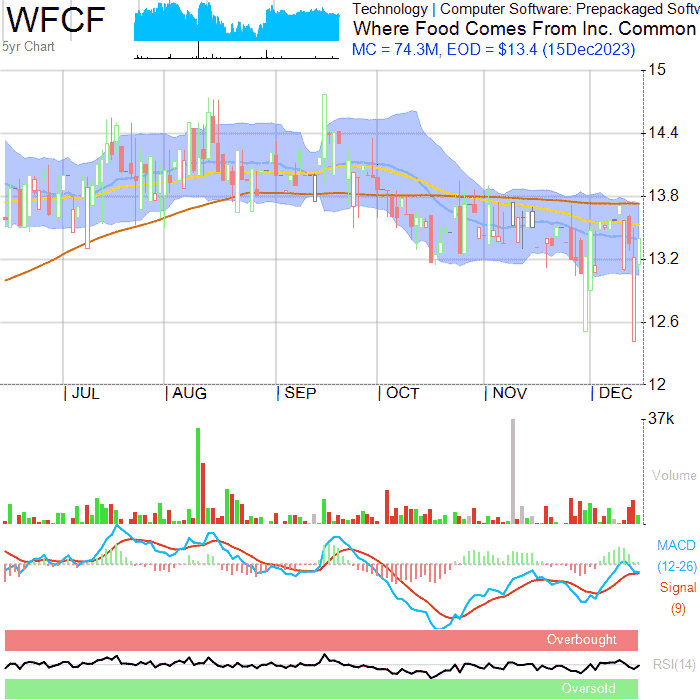 WFCF
5yr Chart
Technology | Computer Software: Prepackaged Softw
Where Food Comes From Inc. Common
MC = 74.3M, EOD = $13.4 (15Dec2023)
15
14.4
13.8
13.2
12.6
12
| JUL | AUG | SEP | OCT | NOV | DEC
37k
Volume
MACD
(12-26)
Signal
(9)
Overbought
RSI(14)
Oversold